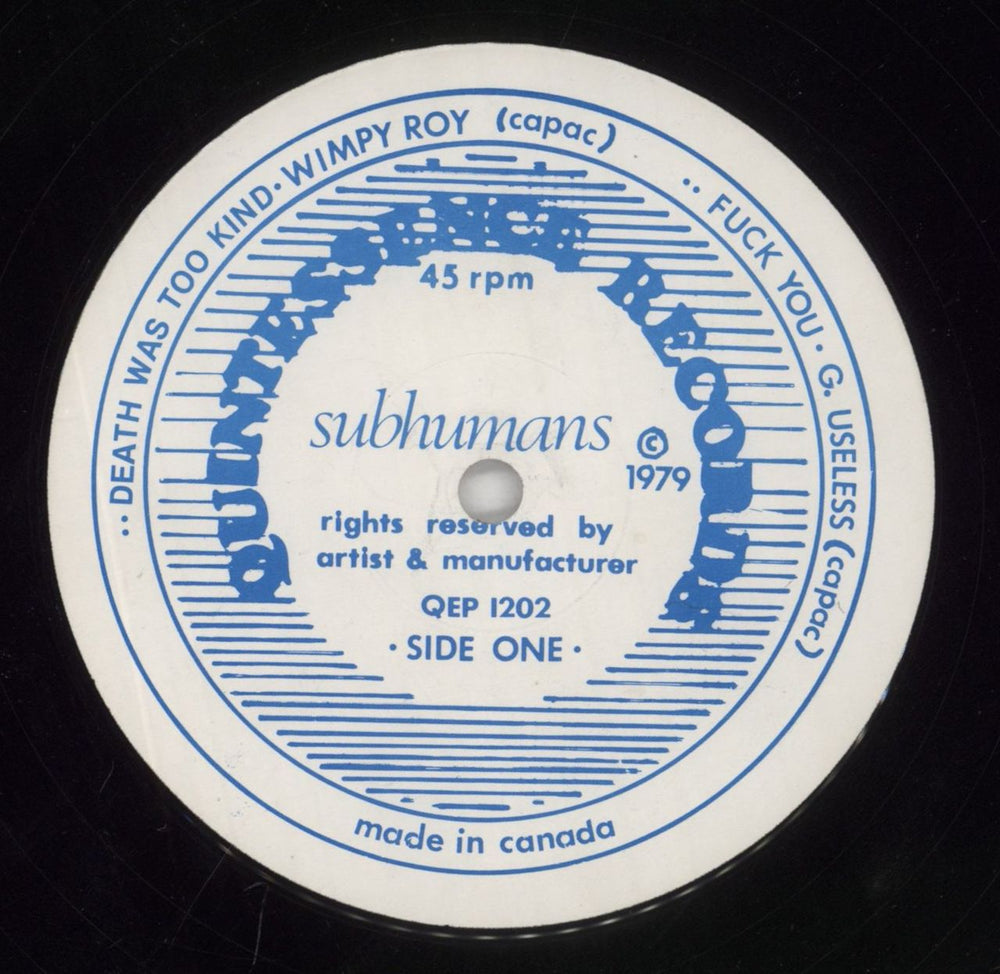 ·· DEATH WAS TOO KIND · WIMPY ROY (capac)
·· FUCK YOU · G. USELESS (capac)
QUINTESSENCE RECORDS
45 rpm
subhumans
© 1979
rights reserved by
artist & manufacturer
QEP 1202
· SIDE ONE ·
made in canada